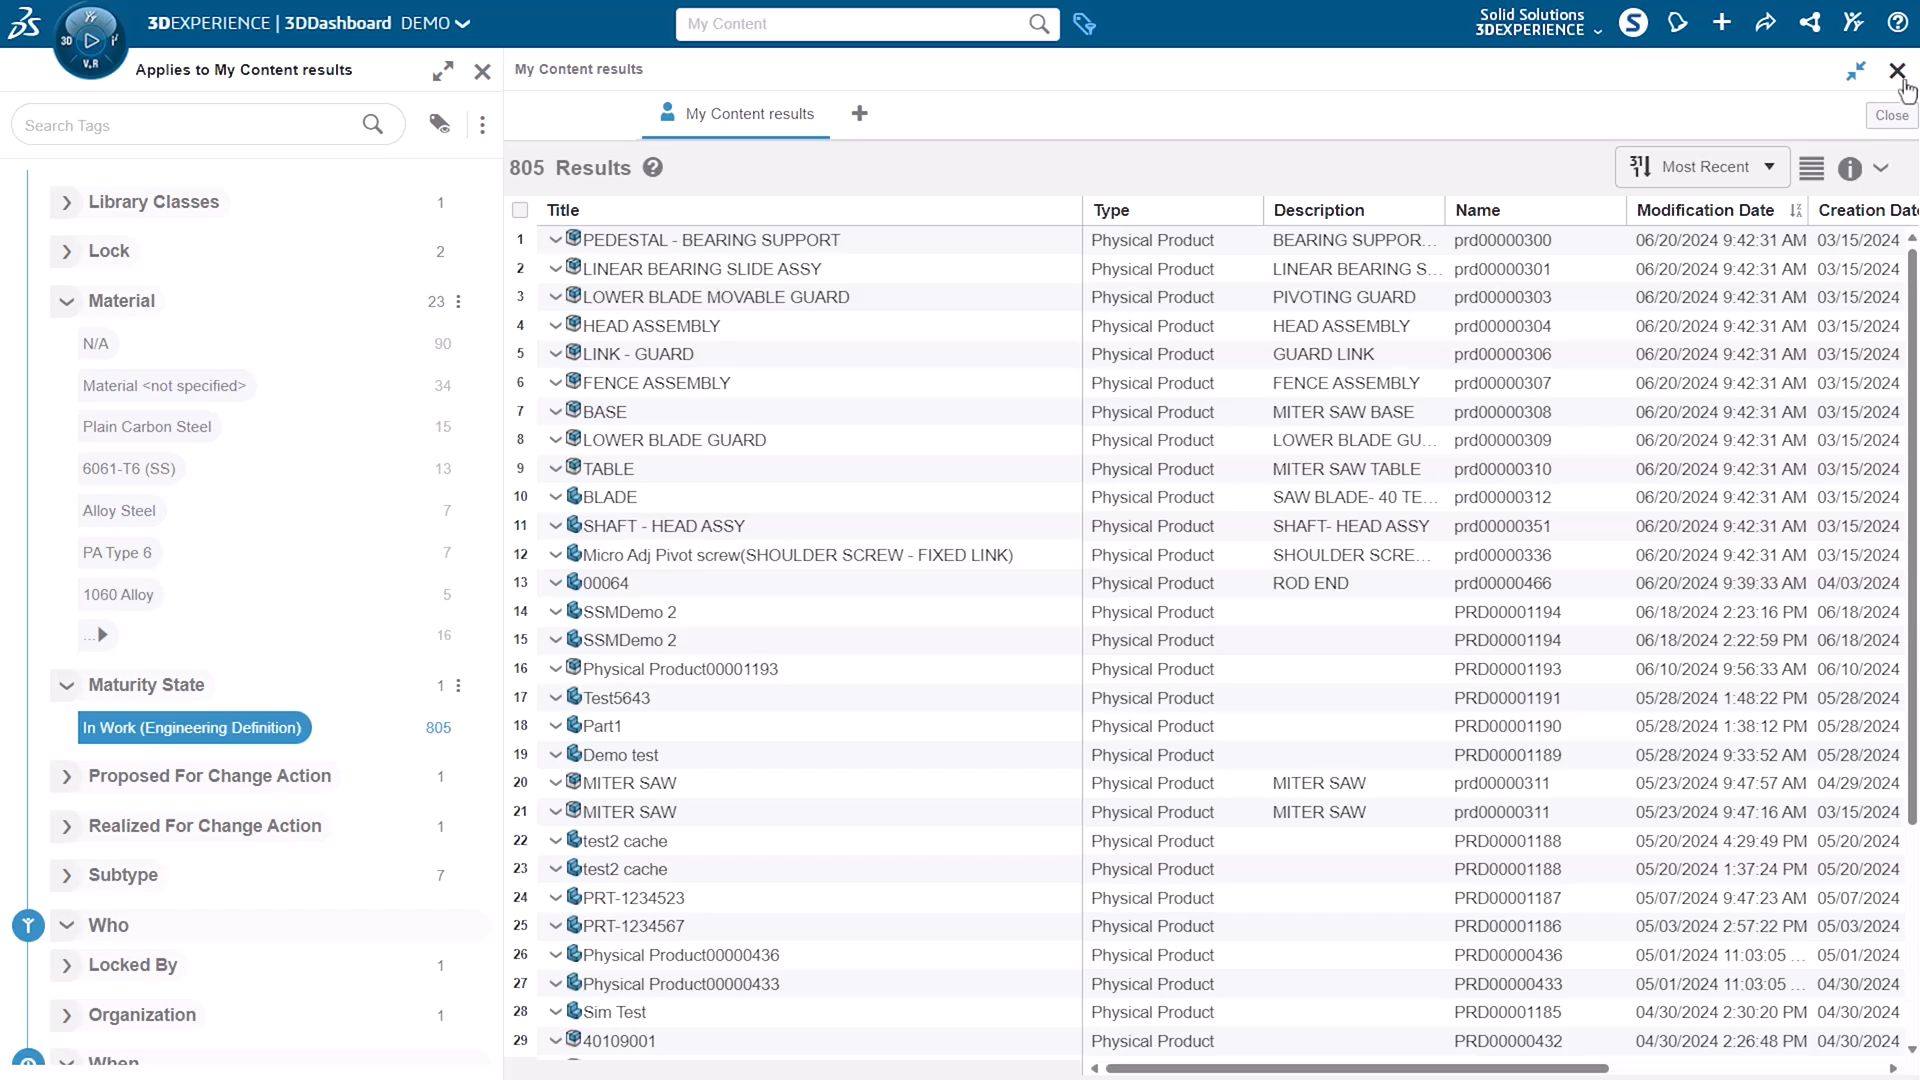 3DEXPERIENCE | 3DDashboard DEMO
My Content
Solid Solutions
3DEXPERIENCE
3D
V.R
Applies to My Content results
My Content results
Search Tags
My Content results
Close
805 Results
Most Recent
Title Type Description Name Modification Date Creation Dat
1 PEDESTAL - BEARING SUPPORT Physical Product BEARING SUPPOR... prd00000300 06/20/2024 9:42:31 AM 03/15/2024
2 LINEAR BEARING SLIDE ASSY Physical Product LINEAR BEARING S... prd00000301 06/20/2024 9:42:31 AM 03/15/2024
3 LOWER BLADE MOVABLE GUARD Physical Product PIVOTING GUARD prd00000303 06/20/2024 9:42:31 AM 03/15/2024
4 HEAD ASSEMBLY Physical Product HEAD ASSEMBLY prd00000304 06/20/2024 9:42:31 AM 03/15/2024
5 LINK - GUARD Physical Product GUARD LINK prd00000306 06/20/2024 9:42:31 AM 03/15/2024
6 FENCE ASSEMBLY Physical Product FENCE ASSEMBLY prd00000307 06/20/2024 9:42:31 AM 03/15/2024
7 BASE Physical Product MITER SAW BASE prd00000308 06/20/2024 9:42:31 AM 03/15/2024
8 LOWER BLADE GUARD Physical Product LOWER BLADE GU... prd00000309 06/20/2024 9:42:31 AM 03/15/2024
9 TABLE Physical Product MITER SAW TABLE prd00000310 06/20/2024 9:42:31 AM 03/15/2024
10 BLADE Physical Product SAW BLADE- 40 TE... prd00000312 06/20/2024 9:42:31 AM 03/15/2024
11 SHAFT - HEAD ASSY Physical Product SHAFT- HEAD ASSY prd00000351 06/20/2024 9:42:31 AM 03/15/2024
12 Micro Adj Pivot screw(SHOULDER SCREW - FIXED LINK) Physical Product SHOULDER SCRE... prd00000336 06/20/2024 9:42:31 AM 03/15/2024
13 00064 Physical Product ROD END prd00000466 06/20/2024 9:39:33 AM 04/03/2024
14 SSMDemo 2 Physical Product PRD00001194 06/18/2024 2:23:16 PM 06/18/2024
15 SSMDemo 2 Physical Product PRD00001194 06/18/2024 2:22:59 PM 06/18/2024
16 Physical Product00001193 Physical Product PRD00001193 06/10/2024 9:56:33 AM 06/10/2024
17 Test5643 Physical Product PRD00001191 05/28/2024 1:48:22 PM 05/28/2024
18 Part1 Physical Product PRD00001190 05/28/2024 1:38:12 PM 05/28/2024
19 Demo test Physical Product PRD00001189 05/28/2024 9:33:52 AM 05/28/2024
20 MITER SAW Physical Product MITER SAW prd00000311 05/23/2024 9:47:57 AM 04/29/2024
21 MITER SAW Physical Product MITER SAW prd00000311 05/23/2024 9:47:16 AM 03/15/2024
22 test2 cache Physical Product PRD00001188 05/20/2024 4:29:49 PM 05/20/2024
23 test2 cache Physical Product PRD00001188 05/20/2024 1:37:24 PM 05/20/2024
24 PRT-1234523 Physical Product PRD00001187 05/07/2024 9:47:23 AM 05/07/2024
25 PRT-1234567 Physical Product PRD00001186 05/03/2024 2:57:22 PM 05/03/2024
26 Physical Product00000436 Physical Product PRD00000436 05/01/2024 11:03:05 ... 05/01/2024
27 Physical Product00000433 Physical Product PRD00000433 05/01/2024 11:03:05 ... 04/30/2024
28 Sim Test Physical Product PRD00001185 04/30/2024 2:30:20 PM 04/30/2024
29 40109001 Physical Product PRD00000432 04/30/2024 2:26:48 PM 04/30/2024
Library Classes 1
Lock 2
Material 23
N/A 90
Material <not specified> 34
Plain Carbon Steel 15
6061-T6 (SS) 13
Alloy Steel 7
PA Type 6 7
1060 Alloy 5
... 16
Maturity State 1
In Work (Engineering Definition) 805
Proposed For Change Action 1
Realized For Change Action 1
Subtype 7
Who
Locked By 1
Organization 1
When